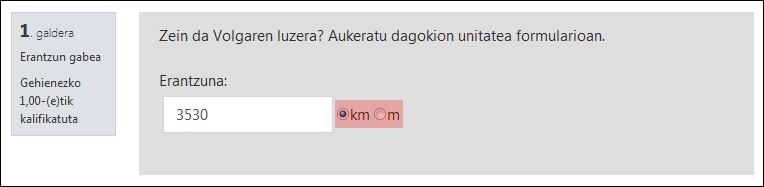 1. galdera
Erantzun gabea
Gehienezko
1,00-(e)tik
kalifikatuta
Zein da Volgaren luzera? Aukeratu dagokion unitatea formularioan.
Erantzuna:
3530 km m